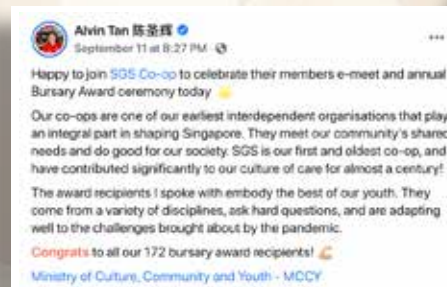 Alvin Tan 陈圣辉
September 11 at 8:27 PM
Happy to join SGS Co-op to celebrate their members e-meet and annual
Bursary Award ceremony today
Our co-ops are one of our earliest interdependent organisations that play
an integral part in shaping Singapore. They meet our community's shared
needs and do good for our society. SGS is our first and oldest co-op, and
have contributed significantly to our culture of care for almost a century!
The award recipients I spoke with embody the best of our youth. They
come from a variety of disciplines, ask hard questions, and are adapting
well to the challenges brought about by the pandemic.
Congrats to all our 172 bursary award recipients!
Ministry of Culture, Community and Youth - MCCY